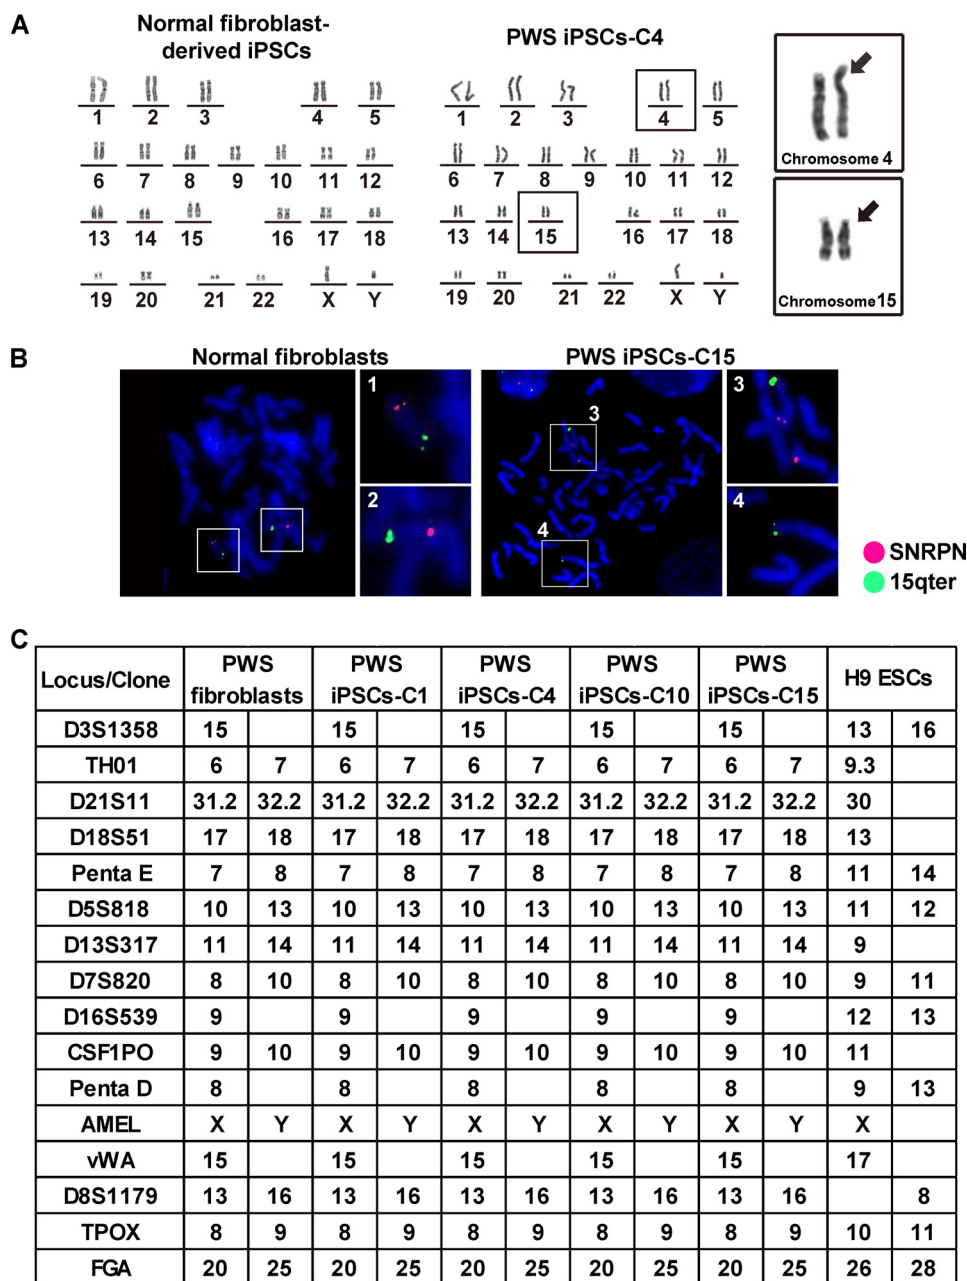 A
Normal fibroblast-
derived iPSCs
PWS iPSCs-C4
1 2 3 4 5
6 7 8 9 10 11 12
13 14 15 16 17 18
19 20 21 22 X Y
1 2 3 4 5
6 7 8 9 10 11 12
13 14 15 16 17 18
19 20 21 22 X Y
Chromosome 4
Chromosome 15
B
Normal fibroblasts
PWS iPSCs-C15
1
2
3
4
3
4
SNRPN
15qter
C
Locus/Clone PWS fibroblasts PWS iPSCs-C1 PWS iPSCs-C4 PWS iPSCs-C10 PWS iPSCs-C15 H9 ESCs
D3S1358 15 15 15 15 15 13 16
TH01 6 7 6 7 6 7 6 7 6 7 9.3
D21S11 31.2 32.2 31.2 32.2 31.2 32.2 31.2 32.2 31.2 32.2 30
D18S51 17 18 17 18 17 18 17 18 17 18 13
Penta E 7 8 7 8 7 8 7 8 7 8 11 14
D5S818 10 13 10 13 10 13 10 13 10 13 11 12
D13S317 11 14 11 14 11 14 11 14 11 14 9
D7S820 8 10 8 10 8 10 8 10 8 10 9 11
D16S539 9 9 9 9 9 12 13
CSF1PO 9 10 9 10 9 10 9 10 9 10 11
Penta D 8 8 8 8 8 9 13
AMEL X Y X Y X Y X Y X Y X
vWA 15 15 15 15 15 17
D8S1179 13 16 13 16 13 16 13 16 13 16 8
TPOX 8 9 8 9 8 9 8 9 8 9 10 11
FGA 20 25 20 25 20 25 20 25 20 25 26 28